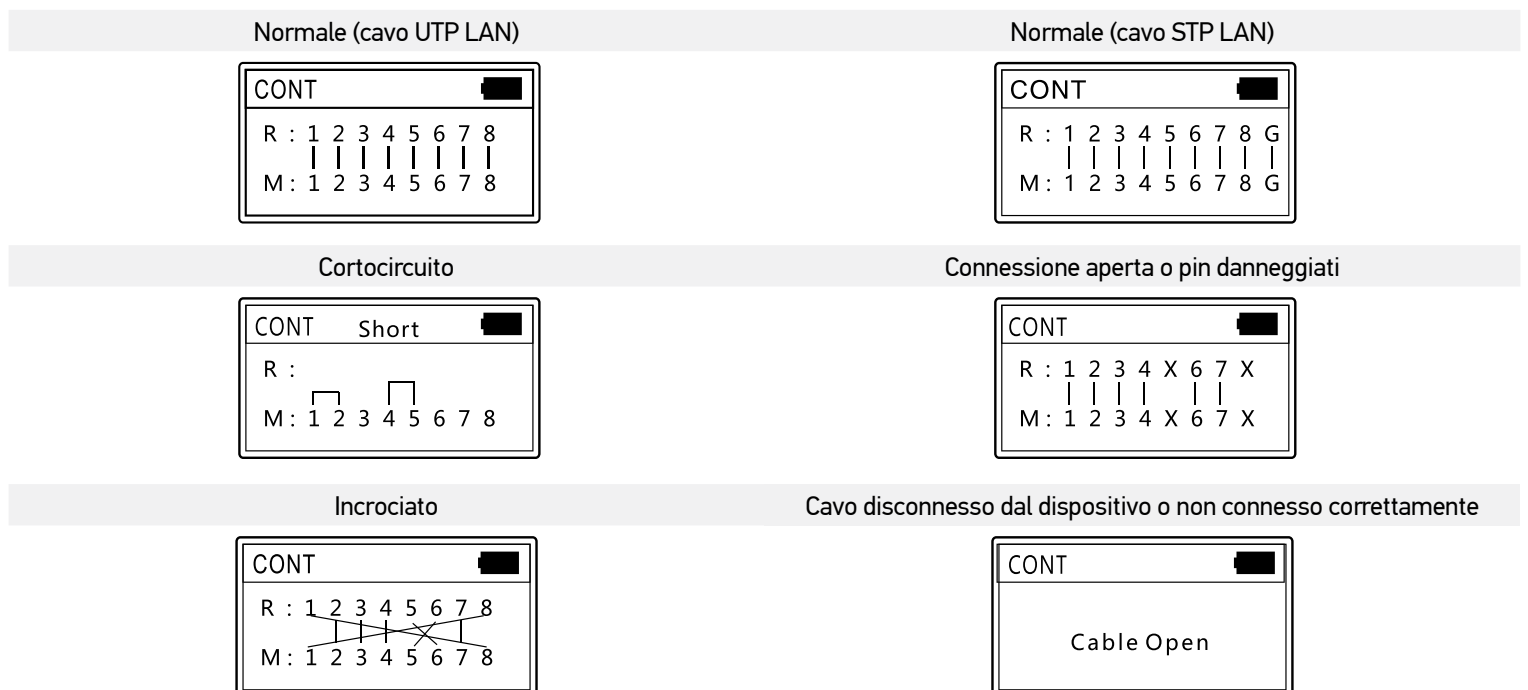 Normale (cavo UTP LAN)
Normale (cavo STP LAN)
CONT
R : 1 2 3 4 5 6 7 8
M : 1 2 3 4 5 6 7 8
CONT
R : 1 2 3 4 5 6 7 8 G
M : 1 2 3 4 5 6 7 8 G
Cortocircuito
Connessione aperta o pin danneggiati
CONT Short
R :
M : 1 2 3 4 5 6 7 8
CONT
R : 1 2 3 4 X 6 7 X
M : 1 2 3 4 X 6 7 X
Incrociato
Cavo disconnesso dal dispositivo o non connesso correttamente
CONT
R : 1 2 3 4 5 6 7 8
M : 1 2 3 4 5 6 7 8
CONT
Cable Open